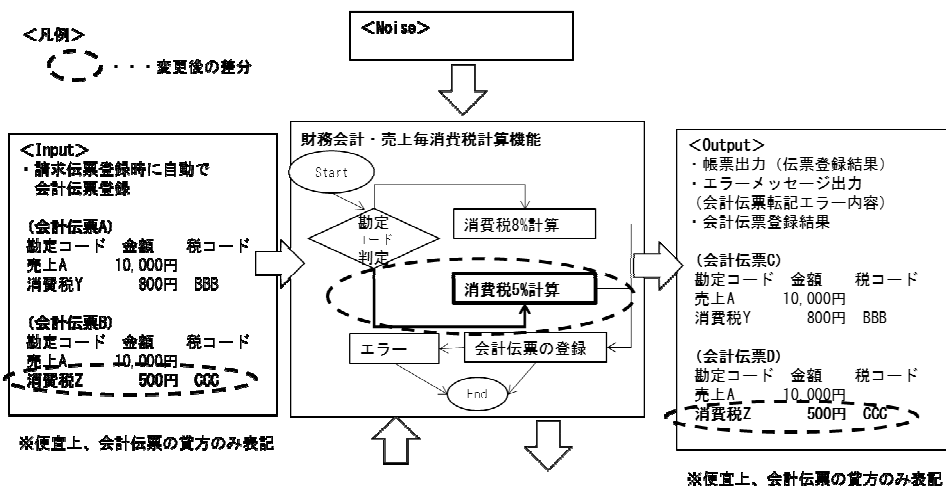 ＜凡例＞
・・・変更後の差分
＜Noise＞
＜Input＞
・請求伝票登録時に自動で
会計伝票登録
(会計伝票A)
勘定コード 金額 税コード
売上A 10,000円
消費税Y 800円 BBB
(会計伝票B)
勘定コード 金額 税コード
売上A 10,000円
消費税Z 500円 CCC
※便宜上、会計伝票の貸方のみ表記
財務会計・売上毎消費税計算機能
Start
勘定
コード
判定
消費税8%計算
消費税5%計算
エラー
会計伝票の登録
End
＜Output＞
・帳票出力（伝票登録結果）
・エラーメッセージ出力
（会計伝票転記エラー内容）
・会計伝票登録結果
(会計伝票C)
勘定コード 金額 税コード
売上A 10,000円
消費税Y 800円 BBB
(会計伝票D)
勘定コード 金額 税コード
売上A 10,000円
消費税Z 500円 CCC
※便宜上、会計伝票の貸方のみ表記